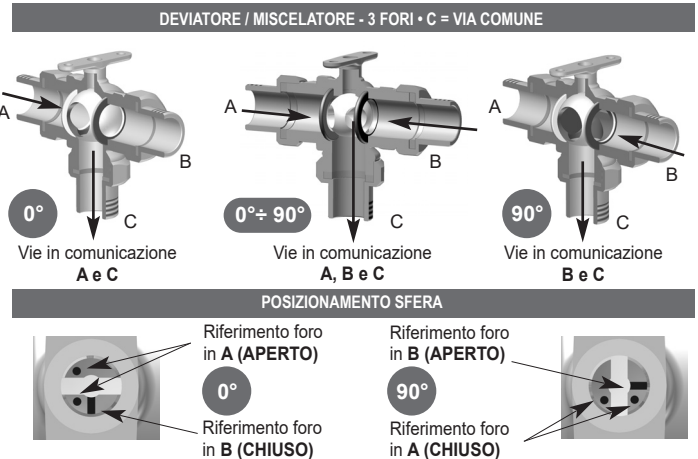 DEVIATORE / MISCELATORE - 3 FORI • C = VIA COMUNE
A
B
C
0°
Vie in comunicazione
A e C
A
B
C
0°÷ 90°
Vie in comunicazione
A, B e C
A
B
C
90°
Vie in comunicazione
B e C
POSIZIONAMENTO SFERA
Riferimento foro
in A (APERTO)
0°
Riferimento foro
in B (CHIUSO)
Riferimento foro
in B (APERTO)
90°
Riferimento foro
in A (CHIUSO)